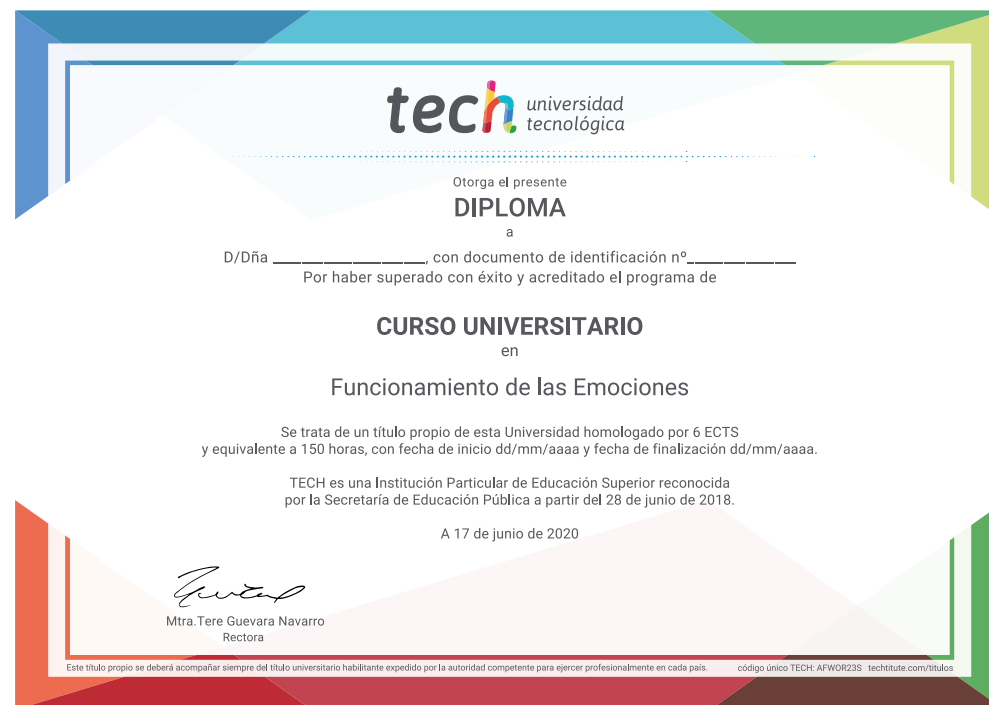 tech universidad
tecnológica
Otorga el presente
DIPLOMA
a
D/Dña ________________, con documento de identificación nº____________
Por haber superado con éxito y acreditado el programa de
CURSO UNIVERSITARIO
en
Funcionamiento de las Emociones
Se trata de un título propio de esta Universidad homologado por 6 ECTS
y equivalente a 150 horas, con fecha de inicio dd/mm/aaaa y fecha de finalización dd/mm/aaaa.
TECH es una Institución Particular de Educación Superior reconocida
por la Secretaría de Educación Pública a partir del 28 de junio de 2018.
A 17 de junio de 2020
Mtra.Tere Guevara Navarro
Rectora
Este título propio se deberá acompañar siempre del título universitario habilitante expedido por la autoridad competente para ejercer profesionalmente en cada país. código único TECH: AFWOR23S techtitute.com/titulos